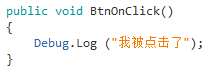 public void BtnOnClick()
{
    Debug.Log ("我被点击了");
}